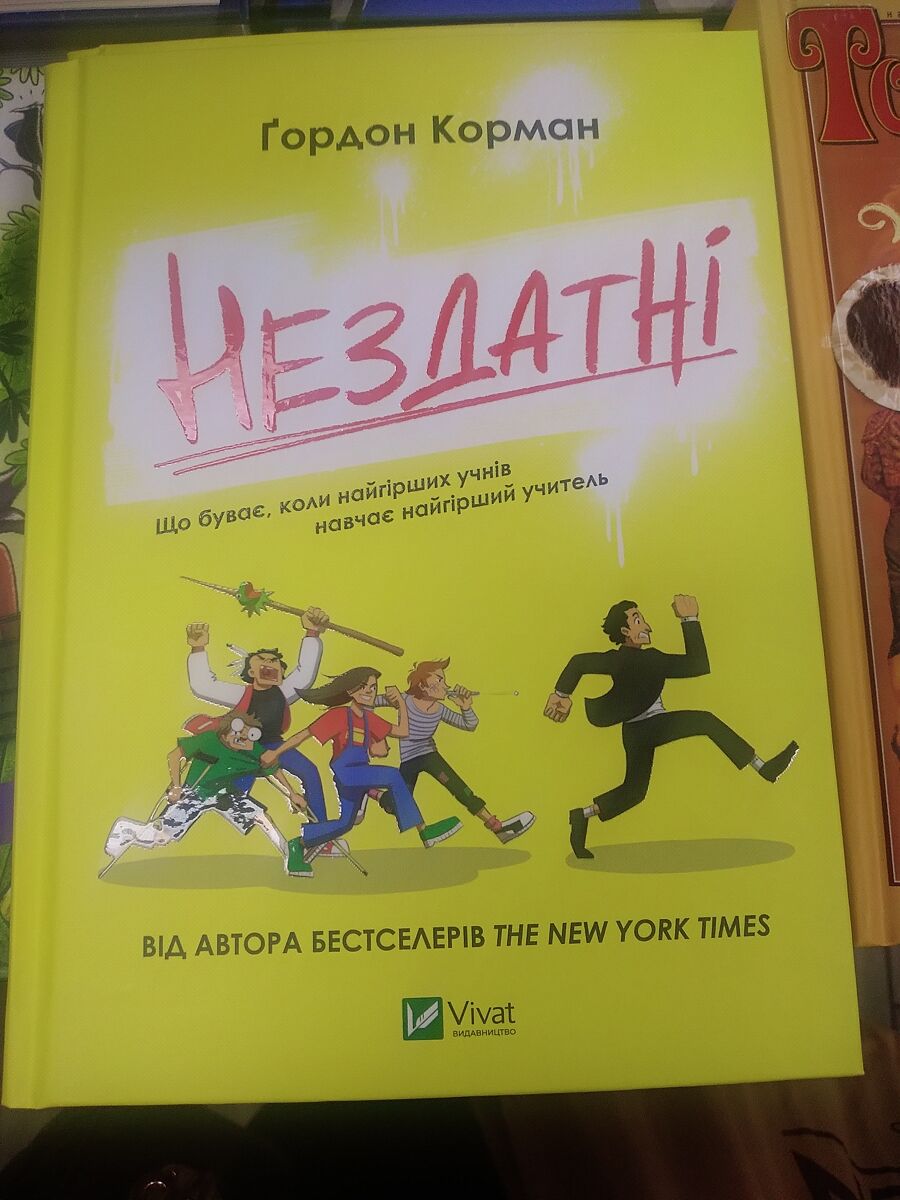 Ґордон Корман
НЕЗДАТНІ
Що буває, коли найгірших учнів
навчає найгірший учитель
ВІД АВТОРА БЕСТСЕЛЕРІВ THE NEW YORK TIMES
Vivat
ВИДАВНИЦТВО